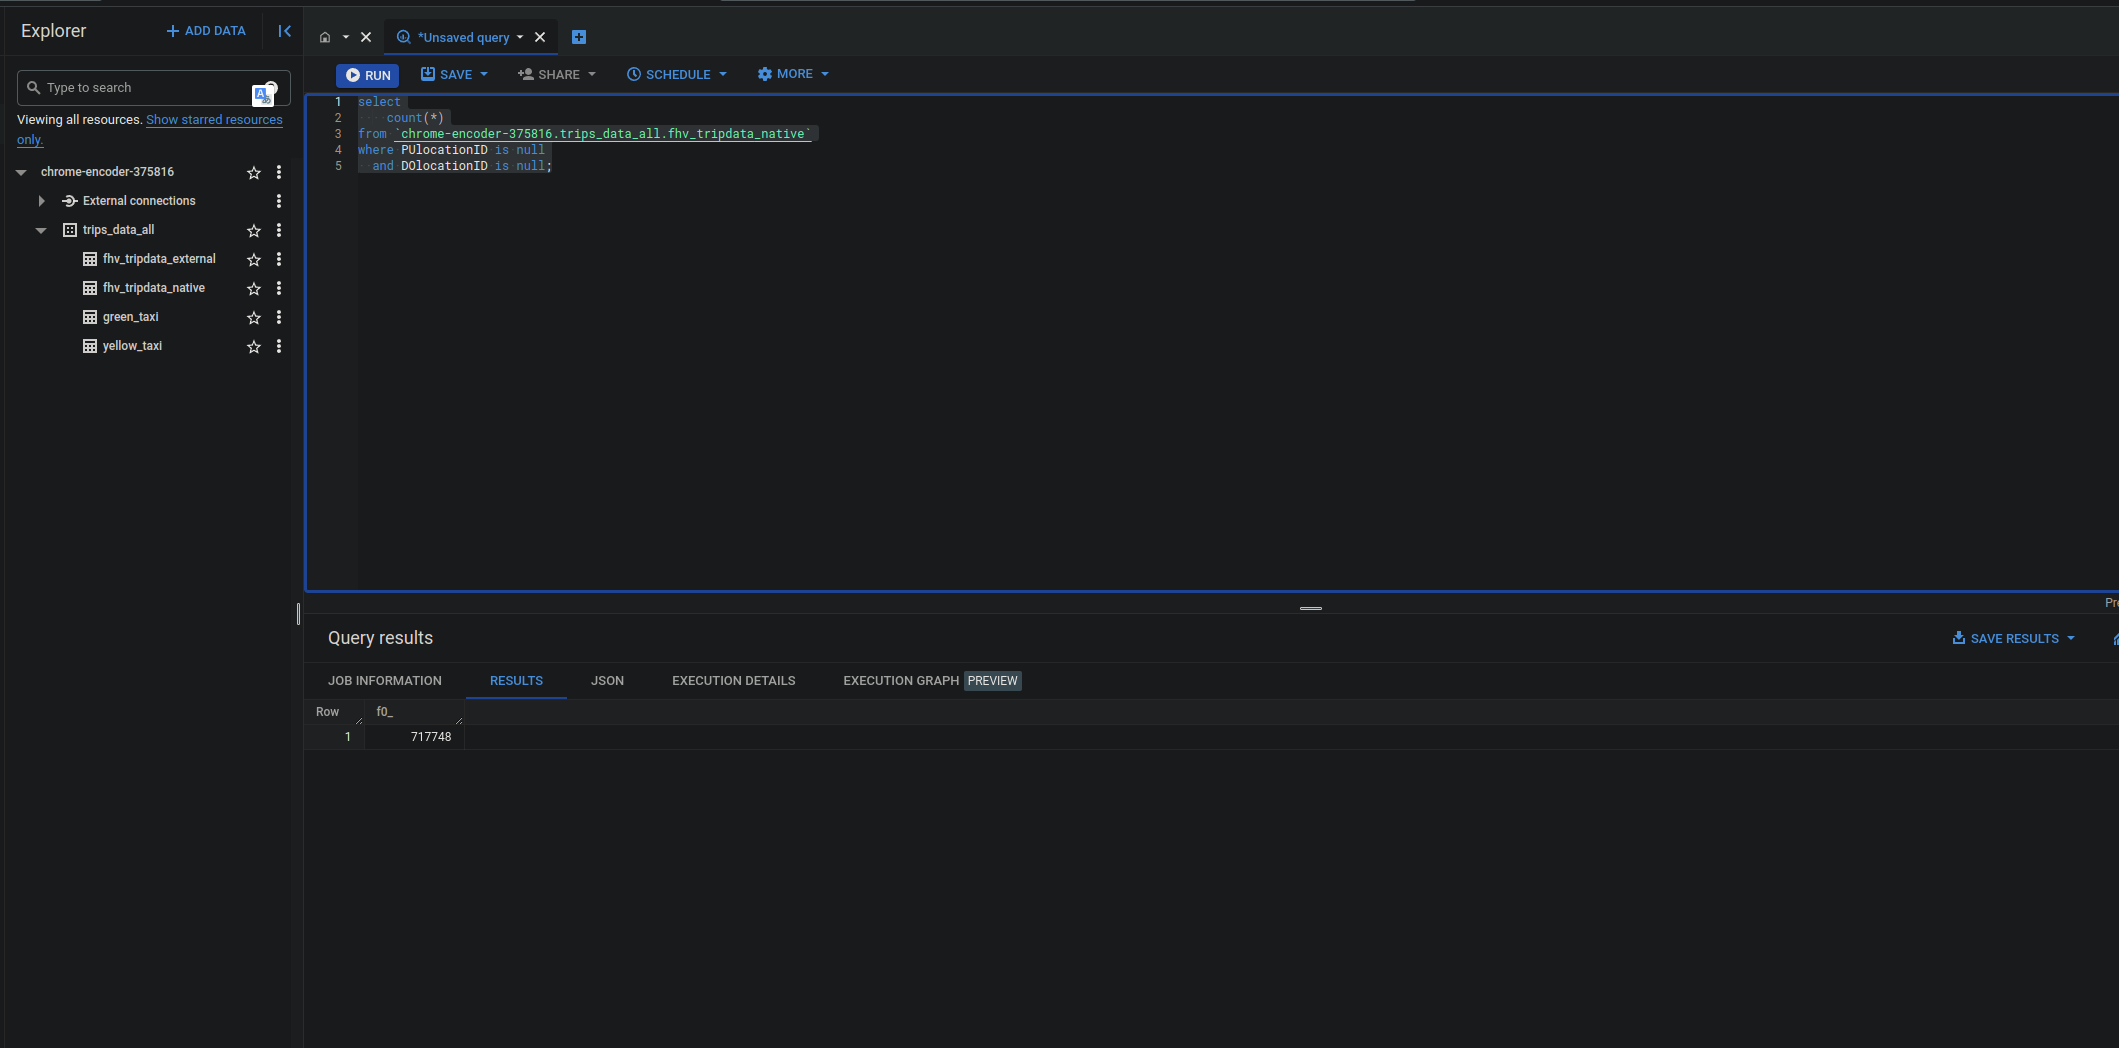 Explorer
ADD DATA
Type to search
Viewing all resources. Show starred resources
only.
chrome-encoder-375816
External connections
trips_data_all
fhv_tripdata_external
fhv_tripdata_native
green_taxi
yellow_taxi
*Unsaved query
RUN SAVE SHARE SCHEDULE MORE
1 select
2 count(*)
3 from `chrome-encoder-375816.trips_data_all.fhv_tripdata_native`
4 where PUlocationID is null
5 and DOlocationID is null;
Query results
SAVE RESULTS
JOB INFORMATION RESULTS JSON EXECUTION DETAILS EXECUTION GRAPH PREVIEW
Row f0_
1 717748